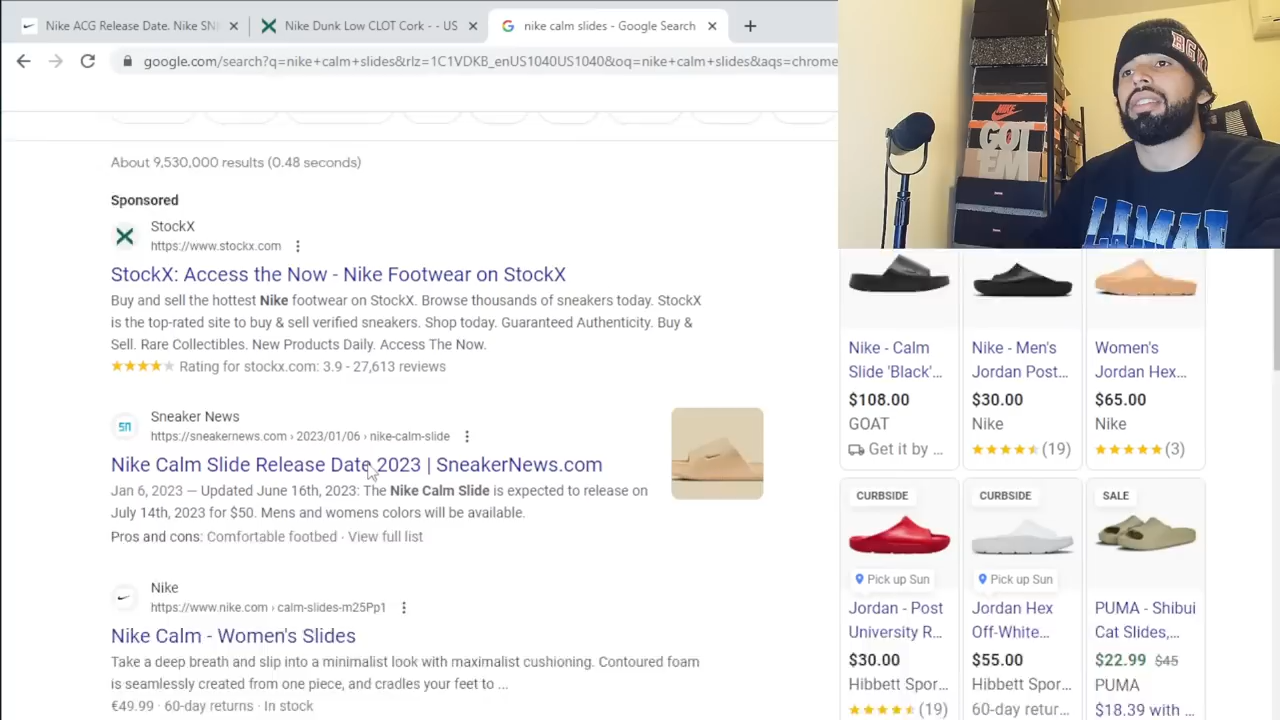 Nike ACG Release Date. Nike SN
Nike Dunk Low CLOT Cork - - US
nike calm slides - Google Search
google.com/search?q=nike+calm+slides&rlz=1C1VDKB_enUS1040US1040&oq=nike+calm+slides&aqs=chrome
About 9,530,000 results (0.48 seconds)
Sponsored
StockX
https://www.stockx.com
StockX: Access the Now - Nike Footwear on StockX
Buy and sell the hottest Nike footwear on StockX. Browse thousands of sneakers today. StockX
is the top-rated site to buy & sell verified sneakers. Shop today. Guaranteed Authenticity. Buy &
Sell. Rare Collectibles. New Products Daily. Access The Now.
Rating for stockx.com: 3.9 - 27,613 reviews
sn
Sneaker News
https://sneakernews.com › 2023/01/06 › nike-calm-slide
Nike Calm Slide Release Date 2023 | SneakerNews.com
Jan 6, 2023 — Updated June 16th, 2023: The Nike Calm Slide is expected to release on
July 14th, 2023 for $50. Mens and womens colors will be available.
Pros and cons: Comfortable footbed · View full list
Nike
https://www.nike.com › calm-slides-m25Pp1
Nike Calm - Women's Slides
Take a deep breath and slip into a minimalist look with maximalist cushioning. Contoured foam
is seamlessly created from one piece, and cradles your feet to ...
€49.99 · 60-day returns · In stock
NIKE
GOT
'EM
LAMAR
Nike - Calm
Slide 'Black'...
$108.00
GOAT
Get it by ...
Nike - Men's
Jordan Post...
$30.00
Nike
(19)
Women's
Jordan Hex...
$65.00
Nike
(3)
CURBSIDE
Pick up Sun
Jordan - Post
University R...
$30.00
Hibbett Spor...
(19)
CURBSIDE
Pick up Sun
Jordan Hex
Off-White...
$55.00
Hibbett Spor...
60-day retur...
SALE
PUMA - Shibui
Cat Slides,...
$22.99 $45
PUMA
$18.39 with ...